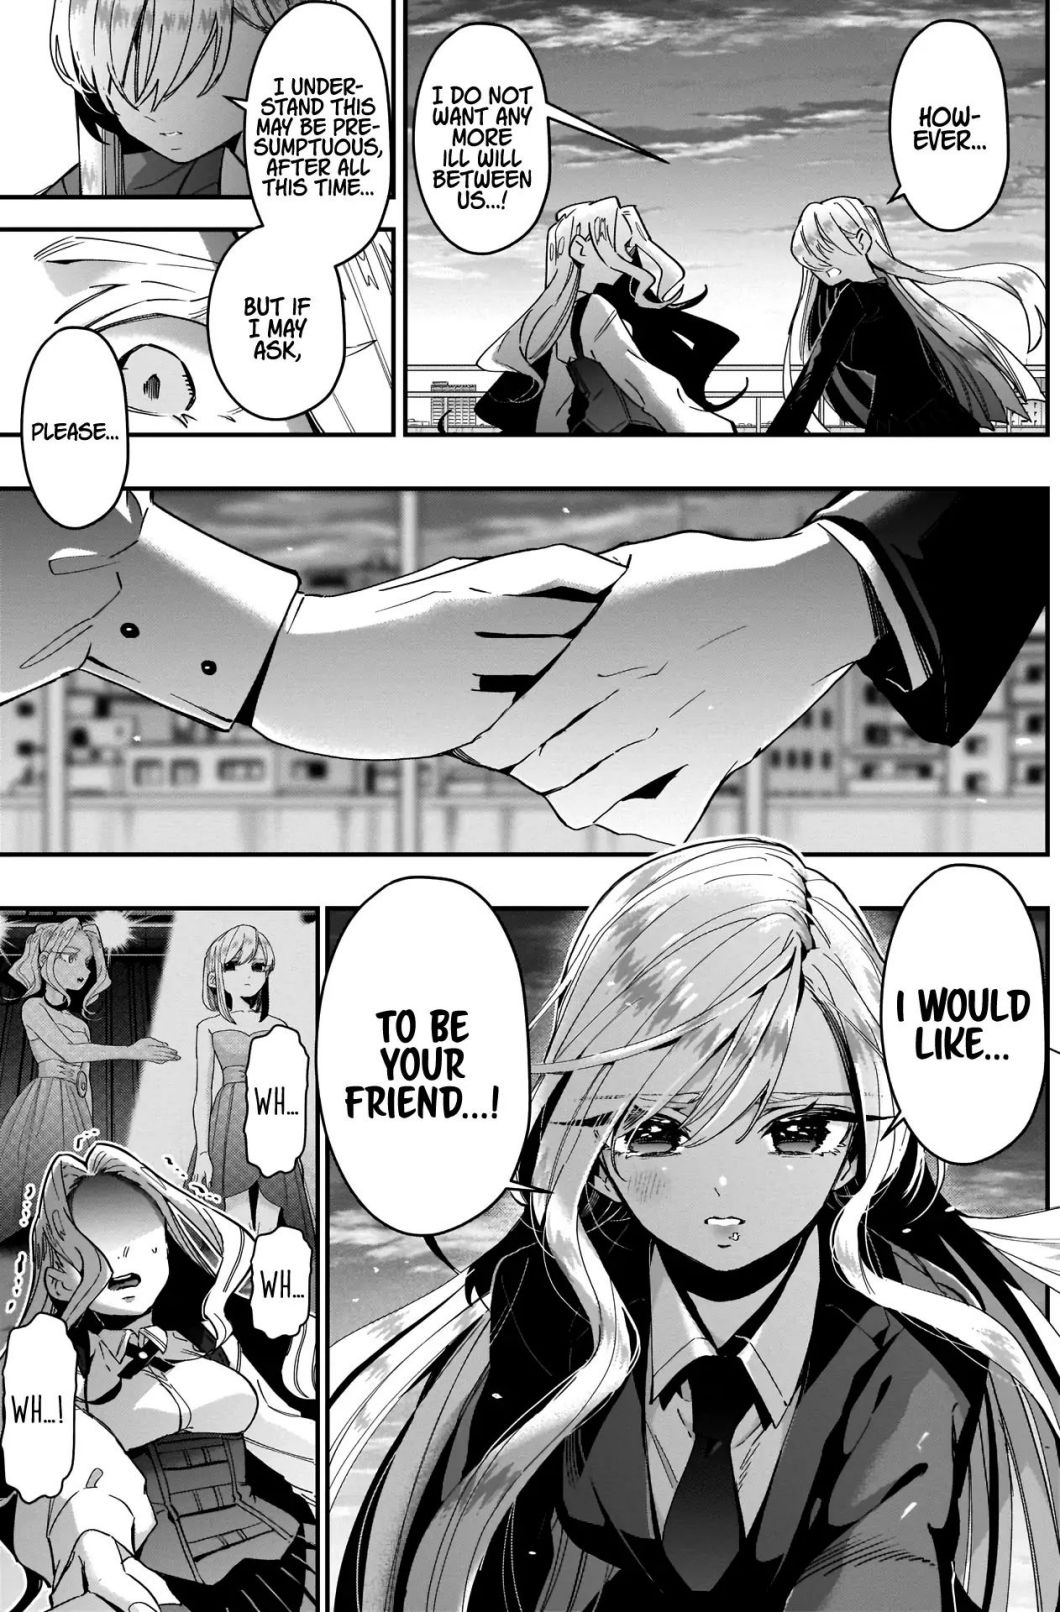 HOW-
EVER...
I DO NOT
WANT ANY
MORE
ILL WILL
BETWEEN
US...!
I UNDER-
STAND THIS
MAY BE PRE-
SUMPTUOUS,
AFTER ALL
THIS TIME...
BUT IF
I MAY
ASK,
PLEASE...
I WOULD
LIKE...
TO BE
YOUR
FRIEND...!
WH...
WH...
WH...!